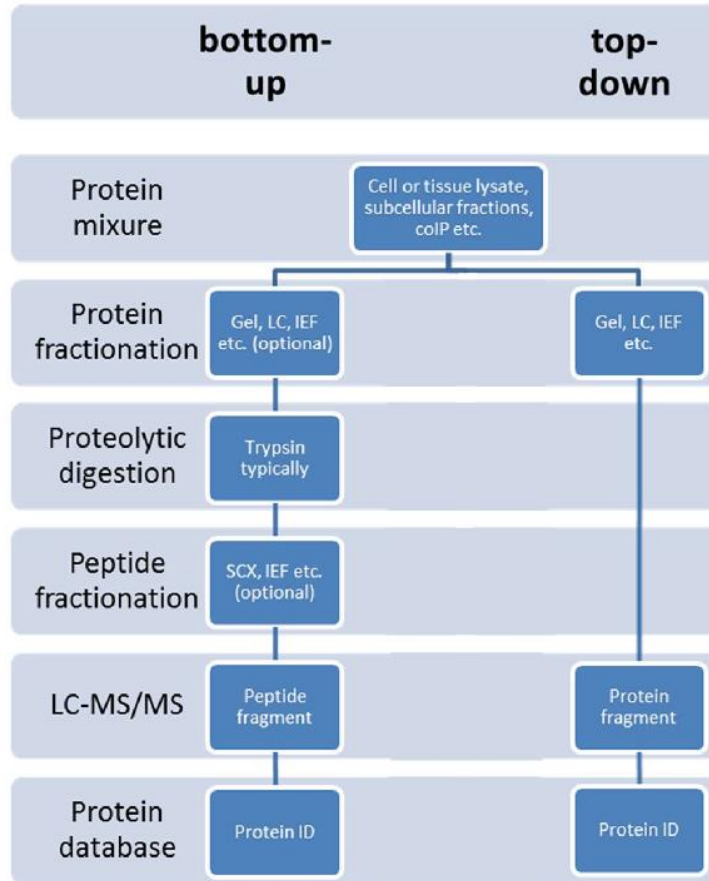 bottom-
up
top-
down
Protein
mixure
Cell or tissue lysate,
subcellular fractions,
coIP etc.
Protein
fractionation
Gel, LC, IEF
etc. (optional)
Gel, LC, IEF
etc.
Proteolytic
digestion
Trypsin
typically
Peptide
fractionation
SCX, IEF etc.
(optional)
LC-MS/MS
Peptide
fragment
Protein
fragment
Protein
database
Protein ID
Protein ID